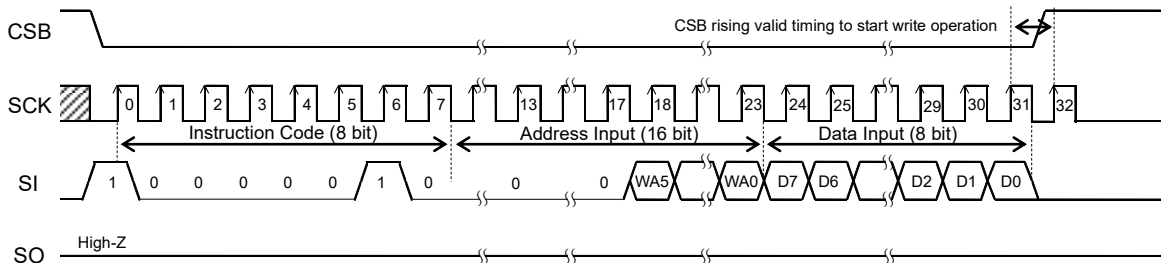 CSB
CSB rising valid timing to start write operation
SCK
0 1 2 3 4 5 6 7 13 17 18 23 24 25 29 30 31 32
Instruction Code (8 bit) Address Input (16 bit) Data Input (8 bit)
SI
1 0 0 0 0 0 1 0 0 0 WA5 WA0 D7 D6 D2 D1 D0
High-Z
SO